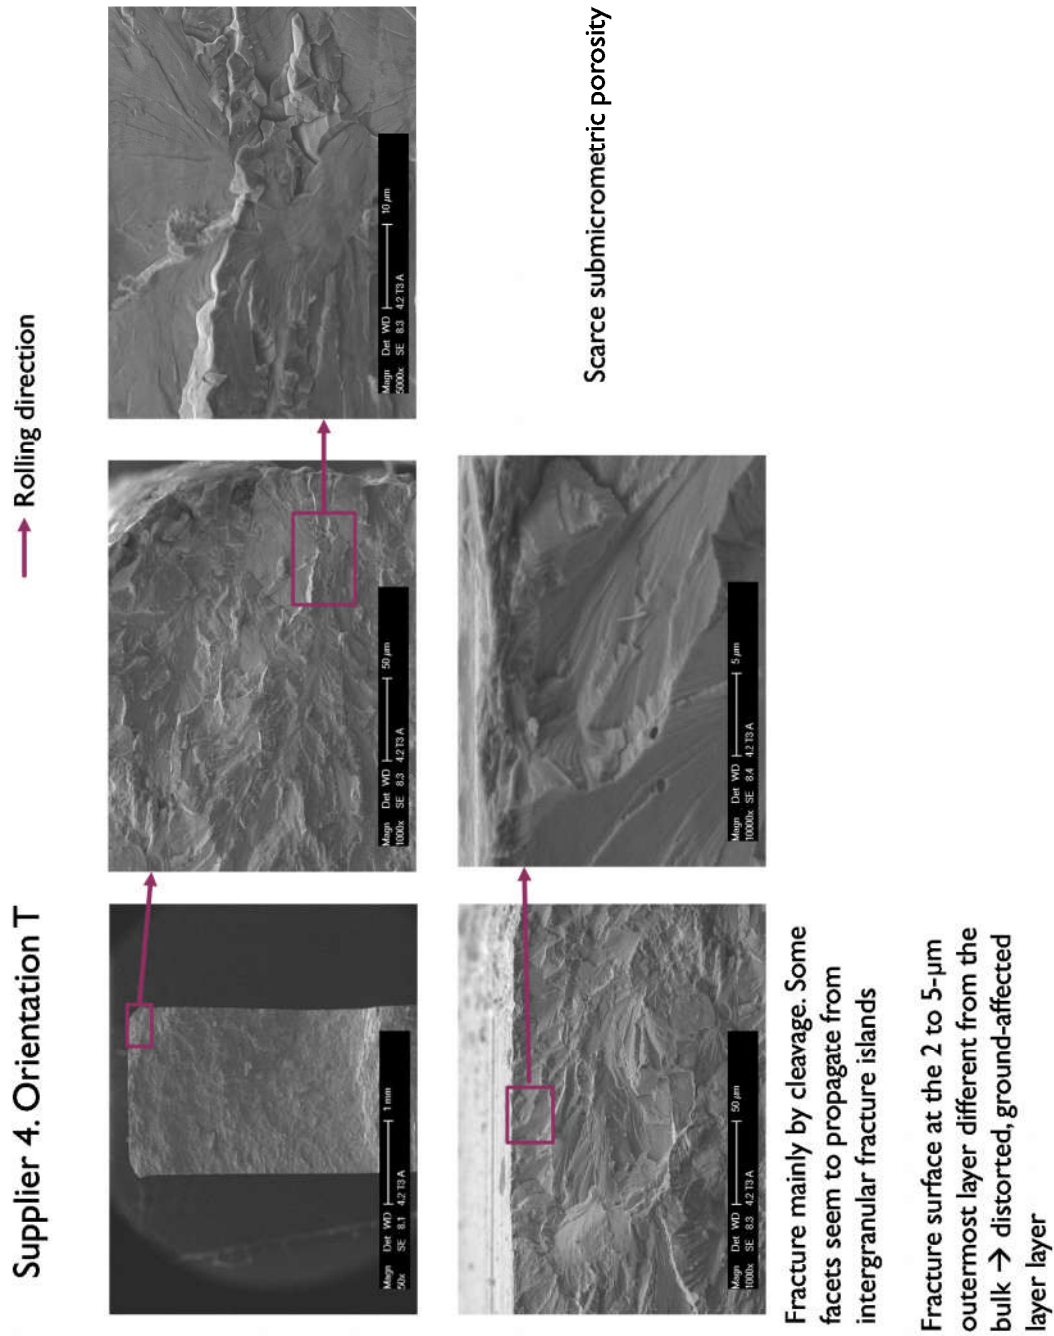 Supplier 4. Orientation T
Rolling direction
Magn Det WD 1 mm
50x SE 8.1 4.2 T3 A
Magn Det WD 50 µm
1000x SE 8.3 4.2 T3 A
Magn Det WD 10 µm
5000x SE 8.3 4.2 T3 A
Magn Det WD 50 µm
1000x SE 8.3 4.2 T3 A
Magn Det WD 5 µm
10000x SE 8.4 4.2 T3 A
Fracture mainly by cleavage. Some
facets seem to propagate from
intergranular fracture islands
Scarce submicrometric porosity
Fracture surface at the 2 to 5-µm
outermost layer different from the
bulk → distorted, ground-affected
layer layer